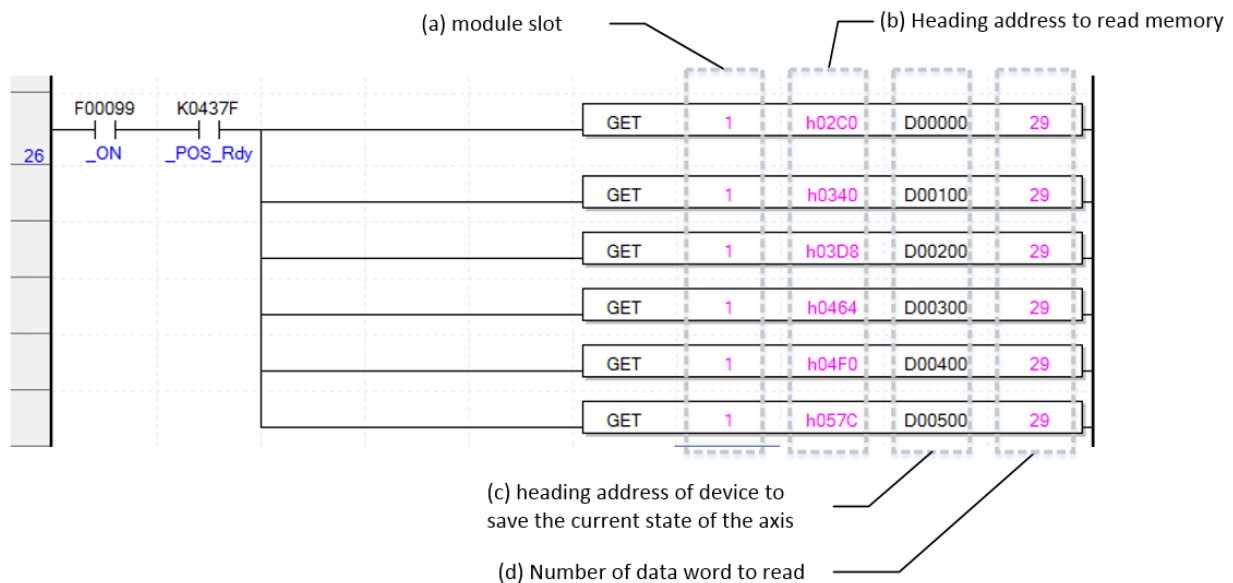 (a) module slot
(b) Heading address to read memory
F00099 K0437F
GET 1 h02C0 D00000 29
26 _ON _POS_Rdy
GET 1 h0340 D00100 29
GET 1 h03D8 D00200 29
GET 1 h0464 D00300 29
GET 1 h04F0 D00400 29
GET 1 h057C D00500 29
(c) heading address of device to
save the current state of the axis
(d) Number of data word to read